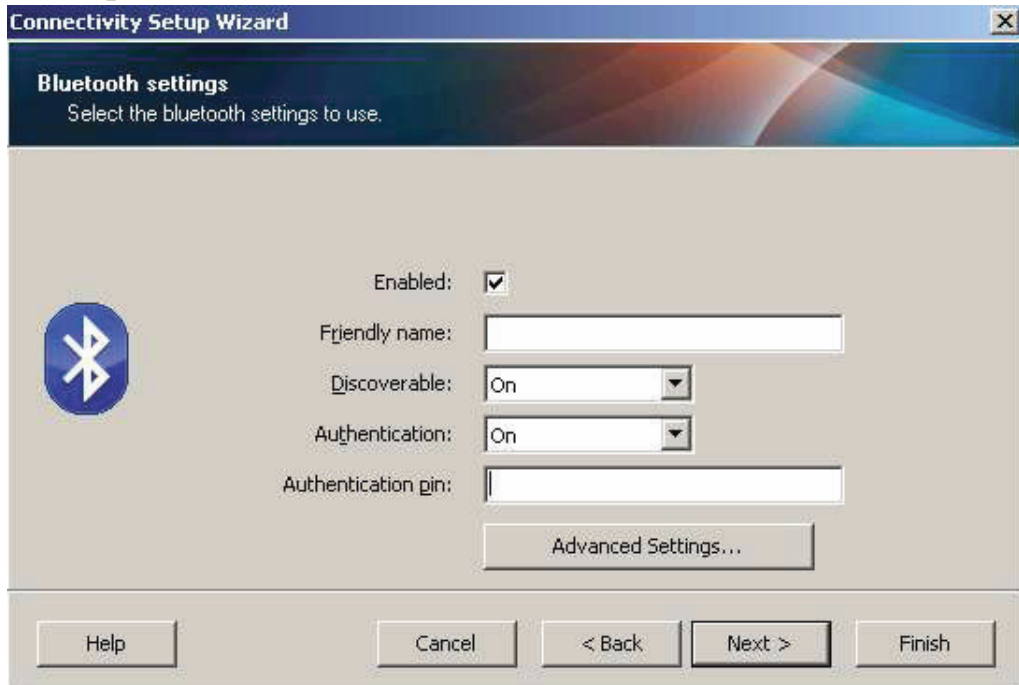 Connectivity Setup Wizard
Bluetooth settings
Select the bluetooth settings to use.
Enabled:
Friendly name:
Discoverable: On
Authentication: On
Authentication pin:
Advanced Settings...
Help Cancel < Back Next > Finish